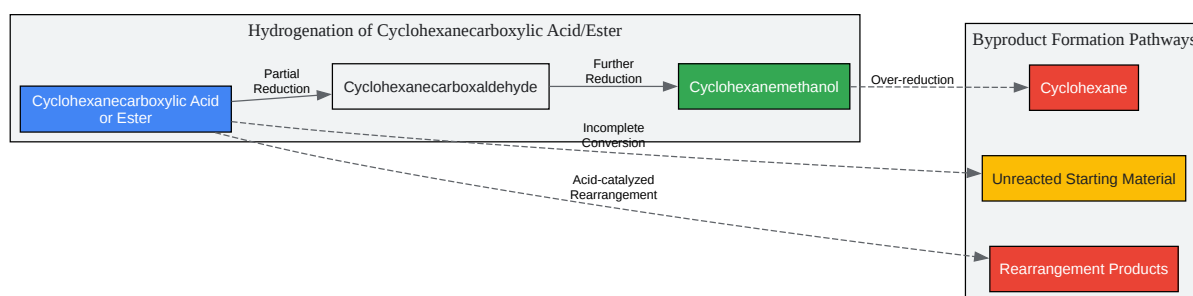 Hydrogenation of Cyclohexanecarboxylic Acid/Ester
Byproduct Formation Pathways
Partial
Reduction
Further
Reduction
Cyclohexanecarboxylic Acid
or Ester
Cyclohexanecarboxaldehyde
Cyclohexanemethanol
Over-reduction
Cyclohexane
Incomplete
Conversion
Unreacted Starting Material
Acid-catalyzed
Rearrangement
Rearrangement Products